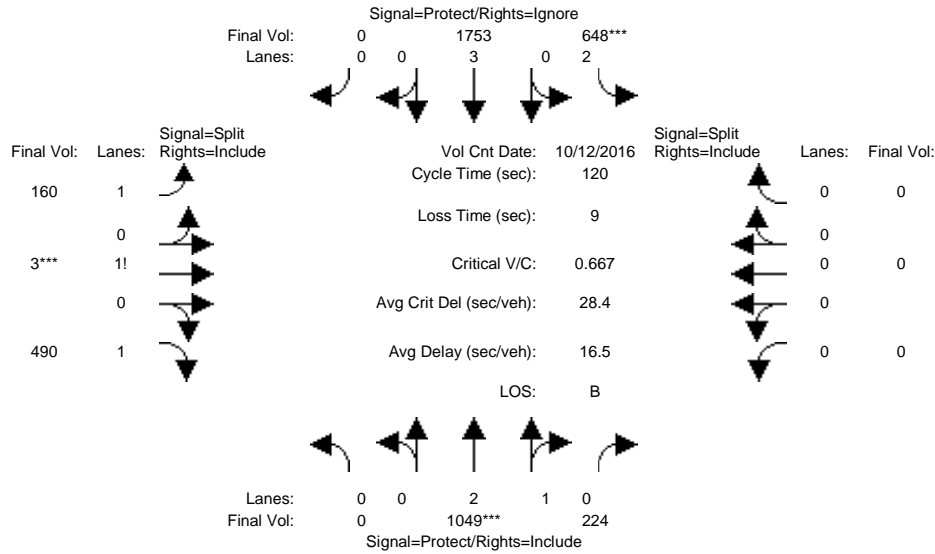 Signal=Protect/Rights=Ignore
Final Vol: 0 1753 648***
Lanes: 0 0 3 0 2
Signal=Split Signal=Split
Final Vol: Lanes: Rights=Include Vol Cnt Date: 10/12/2016 Rights=Include Lanes: Final Vol:
Cycle Time (sec): 120
160 1 0 0
Loss Time (sec): 9
0 0
3*** 1! Critical V/C: 0.667 0 0
0 Avg Crit Del (sec/veh): 28.4 0
490 1 Avg Delay (sec/veh): 16.5 0 0
LOS: B
Lanes: 0 0 2 1 0
Final Vol: 0 1049*** 224
Signal=Protect/Rights=Include